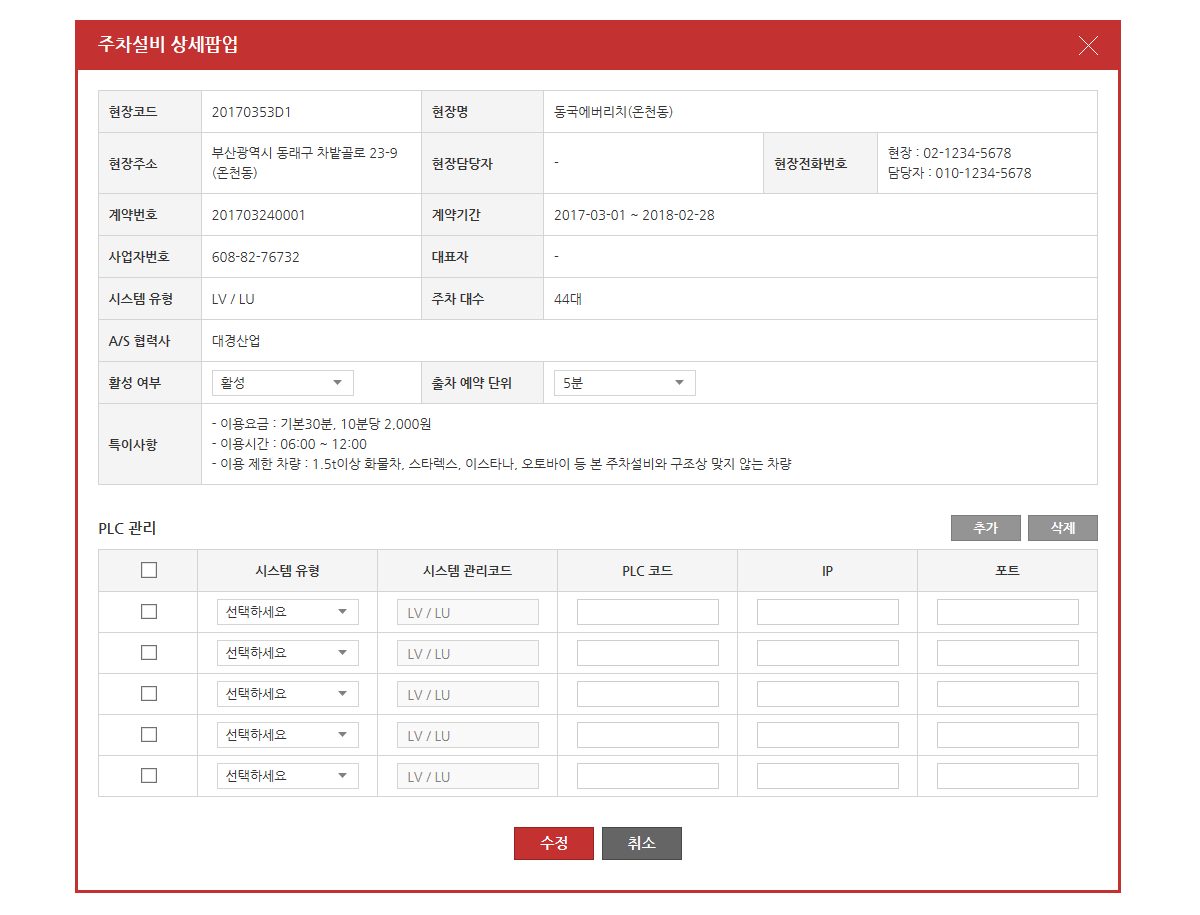 주차설비 상세팝업
현장코드 20170353D1 현장명 동국에버리치(온천동)
현장주소 부산광역시 동래구 차밭골로 23-9
(온천동)
현장담당자 -
현장전화번호 현장 : 02-1234-5678
담당자 : 010-1234-5678
계약번호 201703240001 계약기간 2017-03-01 ~ 2018-02-28
사업자번호 608-82-76732 대표자 -
시스템 유형 LV / LU 주차 대수 44대
A/S 협력사 대경산업
활성 여부 활성 출차 예약 단위 5분
특이사항
- 이용요금 : 기본30분, 10분당 2,000원
- 이용시간 : 06:00 ~ 12:00
- 이용 제한 차량 : 1.5t이상 화물차, 스타렉스, 이스타나, 오토바이 등 본 주차설비와 구조상 맞지 않는 차량
PLC 관리 추가 삭제
시스템 유형 시스템 관리코드 PLC 코드 IP 포트
선택하세요 LV / LU
선택하세요 LV / LU
선택하세요 LV / LU
선택하세요 LV / LU
선택하세요 LV / LU
수정 취소